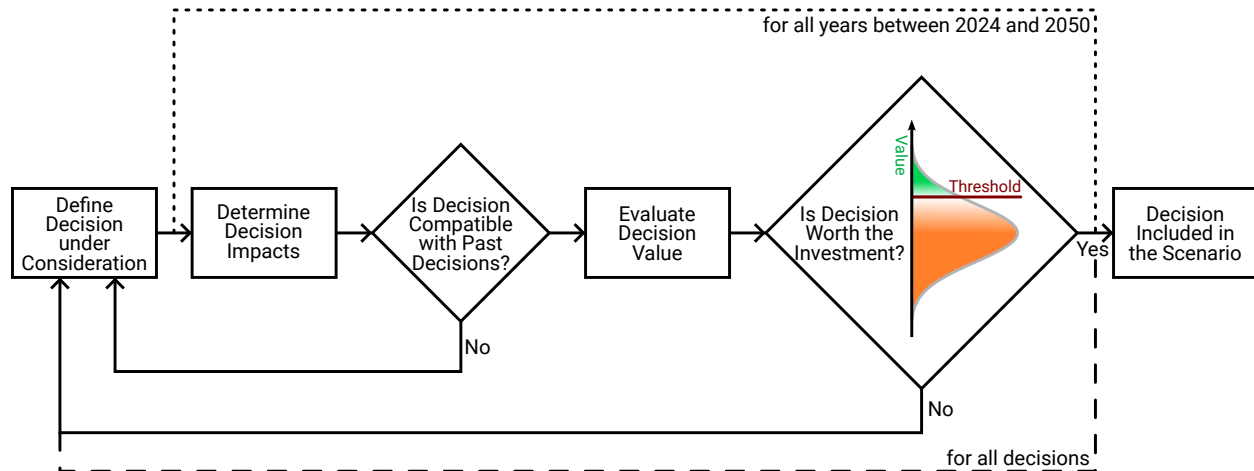 for all years between 2024 and 2050
Define
Decision
under
Consideration
Determine
Decision
Impacts
Is Decision
Compatible
with Past
Decisions?
No
Evaluate
Decision
Value
Is Decision
Worth the
Investment?
Value
Threshold
Yes
No
Decision
Included in
the Scenario
for all decisions